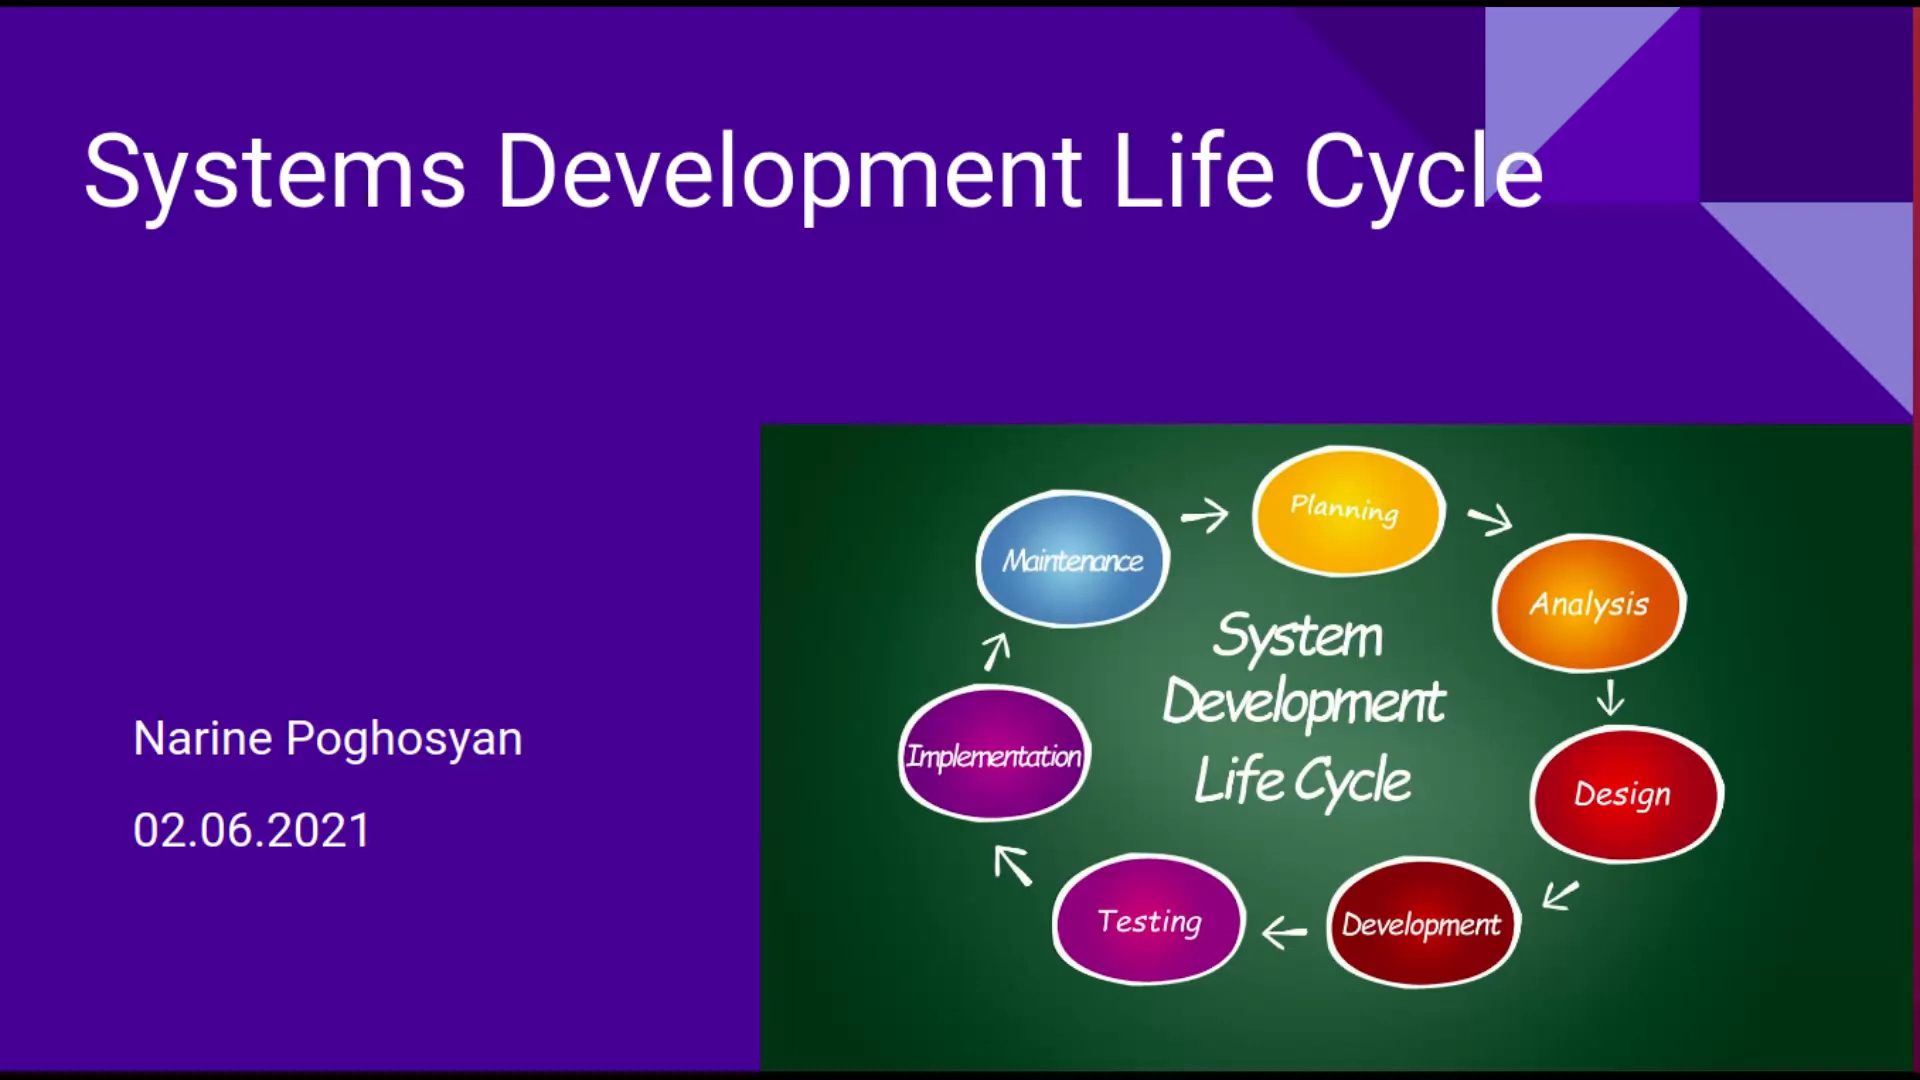 Systems Development Life Cycle
Narine Poghosyan
02.06.2021
Planning
Maintenance
Analysis
System
Development
Life Cycle
Implementation
Design
Testing
Development